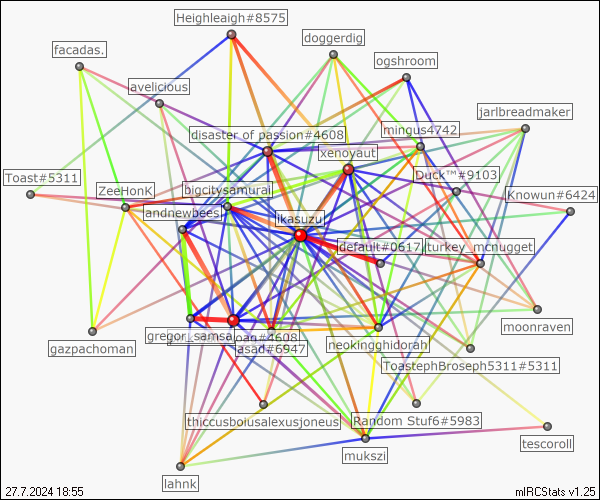 Heighleaigh#8575
doggerdig
facadas.
ogshroom
avelicious
jarlbreadmaker
mingus4742
disaster of passion#4608
xenoyaut
Toast#5311
Duck™#9103
ZeeHonK
bigcitysamurai
Knowun#6424
andnewbees
ikasuzu
default#0617
turkey_mcnugget
moonraven
gregor_samsa
pan#4608
neokingghidorah
gazpachoman
asad#6947
ToastephBroseph5311#5311
thiccusboiusalexusjoneus
Random Stuf6#5983
tescoroll
mukszi
lahnk
27.7.2024 18:55
mIRCStats v1.25